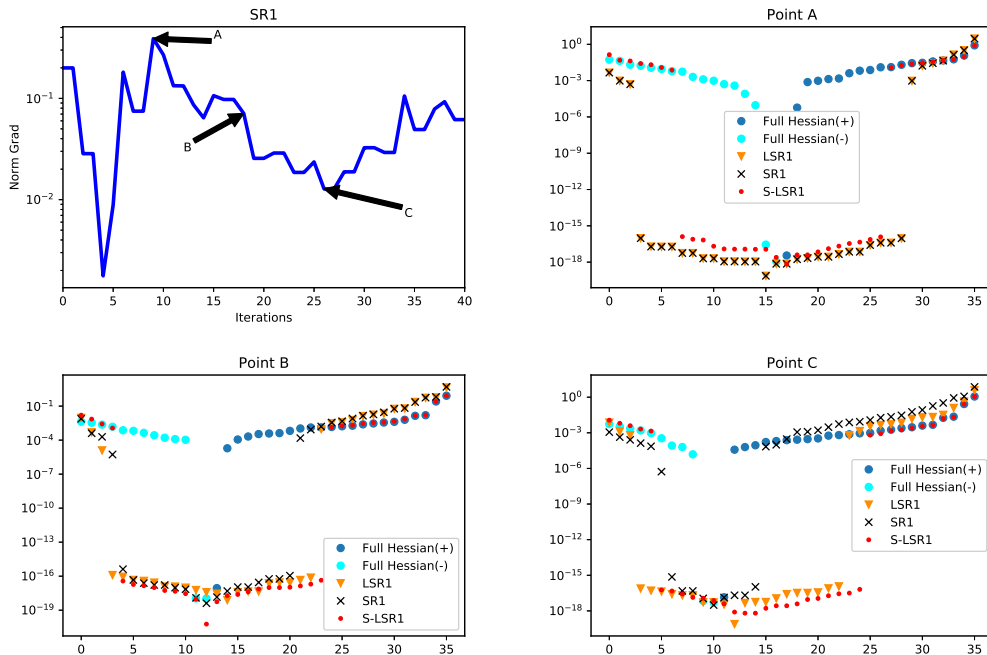 SR1
Norm Grad
10⁻¹
10⁻²
A
B
C
0 5 10 15 20 25 30 35 40
Iterations
Point A
10⁰
10⁻³
10⁻⁶
10⁻⁹
10⁻¹²
10⁻¹⁵
10⁻¹⁸
Full Hessian(+)
Full Hessian(-)
LSR1
SR1
S-LSR1
0 5 10 15 20 25 30 35
Point B
10⁻¹
10⁻⁴
10⁻⁷
10⁻¹⁰
10⁻¹³
10⁻¹⁶
10⁻¹⁹
Full Hessian(+)
Full Hessian(-)
LSR1
SR1
S-LSR1
0 5 10 15 20 25 30 35
Point C
10⁰
10⁻³
10⁻⁶
10⁻⁹
10⁻¹²
10⁻¹⁵
10⁻¹⁸
Full Hessian(+)
Full Hessian(-)
LSR1
SR1
S-LSR1
0 5 10 15 20 25 30 35